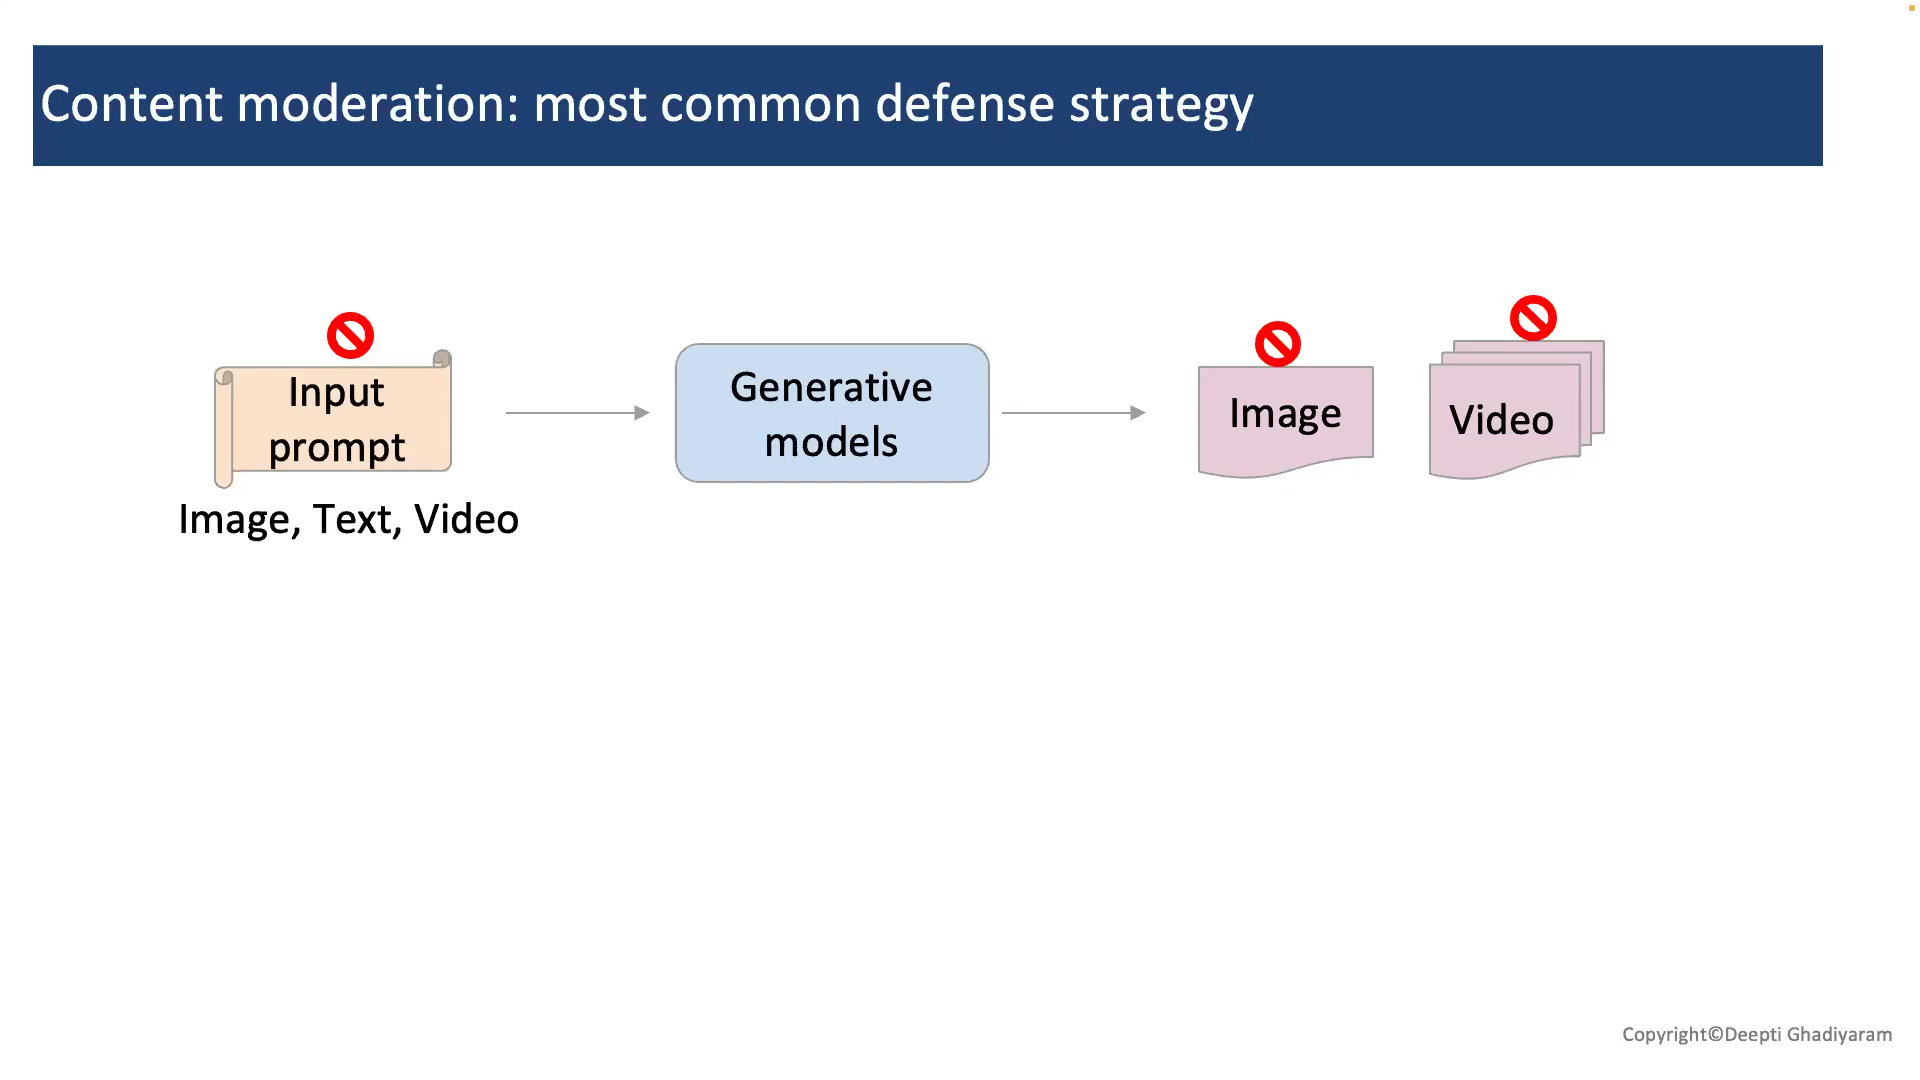 Content moderation: most common defense strategy
Input
prompt
Image, Text, Video
Generative
models
Image
Video
Copyright©Deepti Ghadiyaram